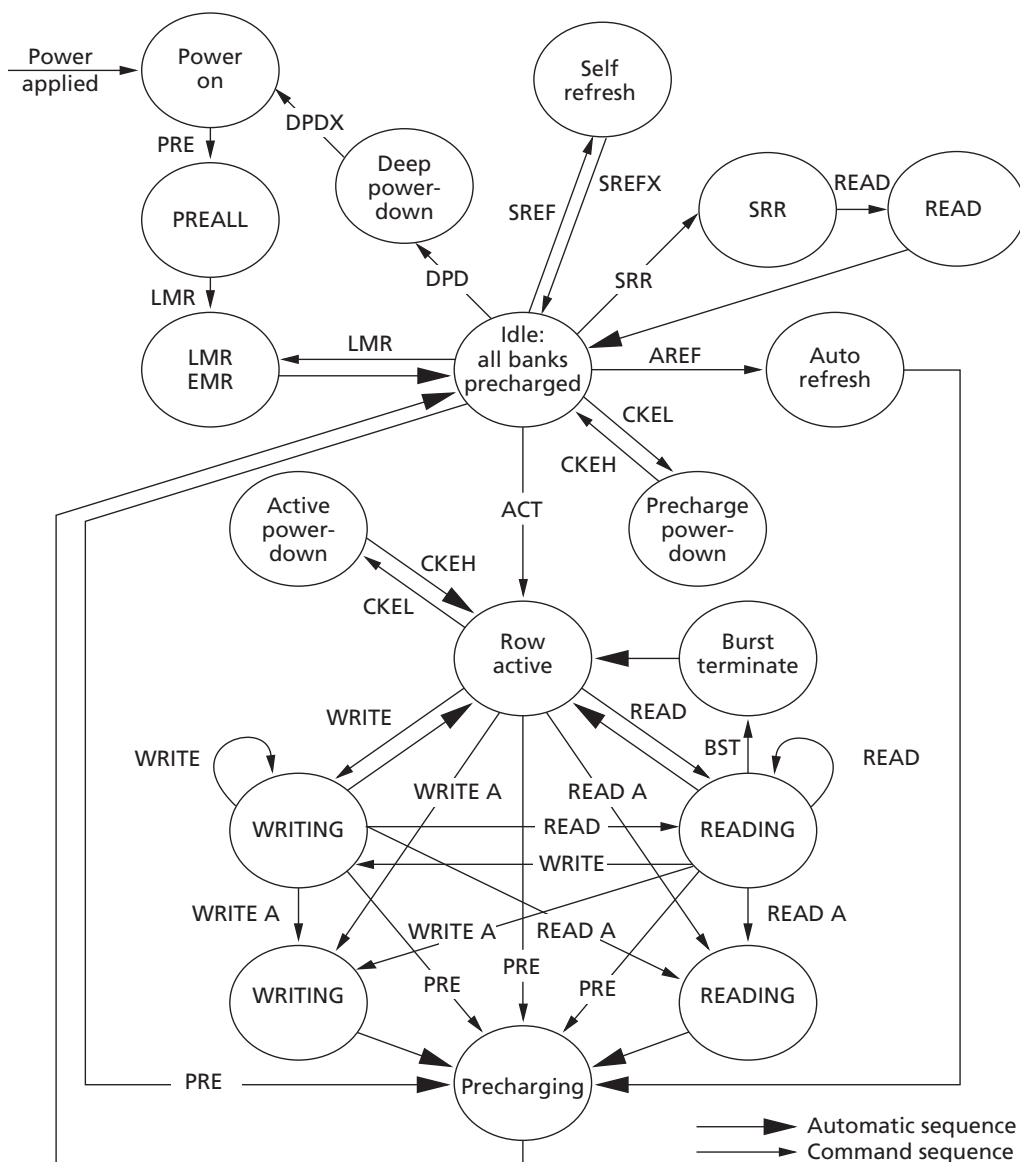 Power
applied
Power
on
PRE
DPDX
Deep
power-
down
Self
refresh
SREF
SREFX
SRR
READ
READ
PREALL
LMR
DPD
SRR
LMR
EMR
LMR
Idle:
all banks
precharged
AREF
Auto
refresh
CKEL
CKEH
Precharge
power-
down
ACT
Active
power-
down
CKEH
CKEL
Row
active
Burst
terminate
WRITE
READ
BST
WRITE
READ
WRITE A
READ A
WRITING
READ
READING
WRITE
WRITE A
WRITE A
READ A
READ A
WRITING
PRE
PRE
PRE
READING
PRE
Precharging
Automatic sequence
Command sequence